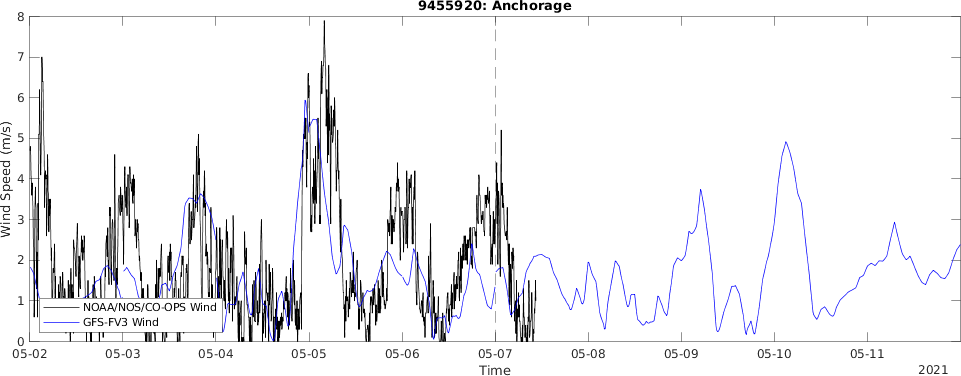 9455920: Anchorage
Wind Speed (m/s)
8
7
6
5
4
3
2
1
0
NOAA/NOS/CO-OPS Wind
GFS-FV3 Wind
05-02 05-03 05-04 05-05 05-06 05-07 05-08 05-09 05-10 05-11
Time
2021